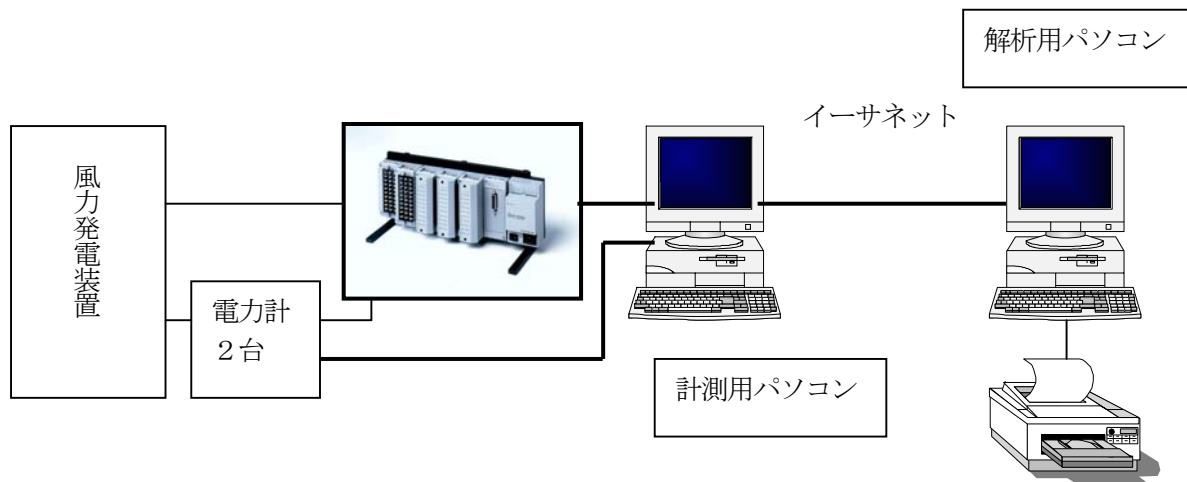 解析用パソコン
イーサネット
風力発電装置
電力計
２台
計測用パソコン